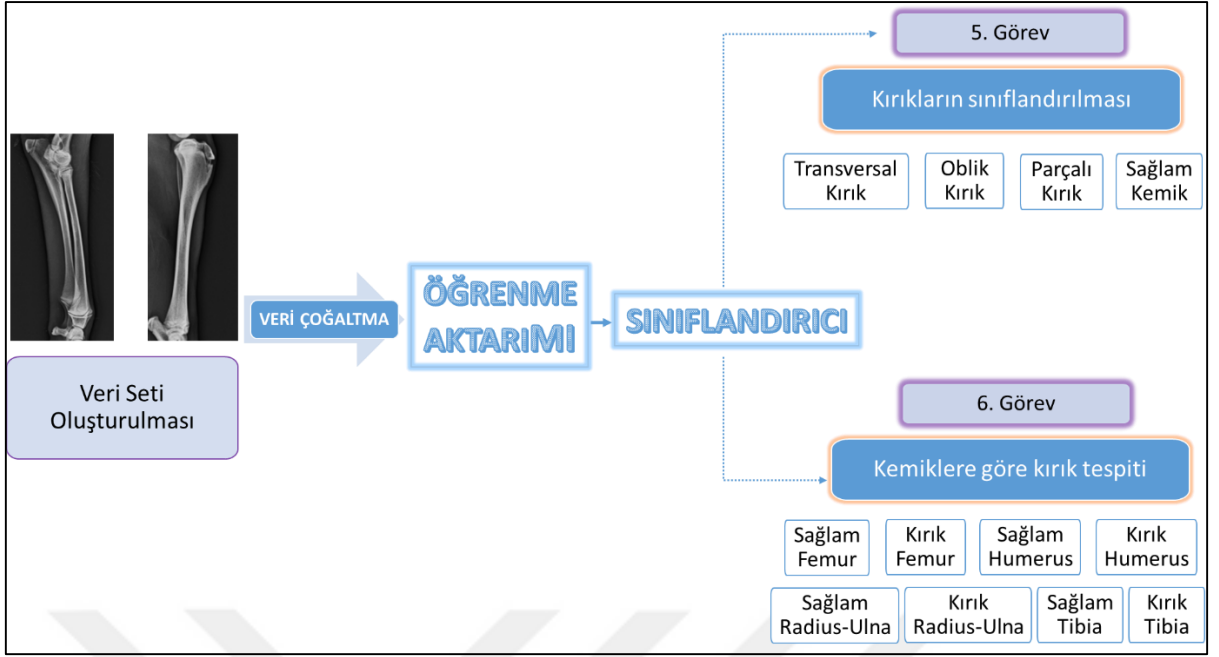 5. Görev
Kırıkların sınıflandırılması
Transversal
Kırık
Oblik
Kırık
Parçalı
Kırık
Sağlam
Kemik
VERİ ÇOĞALTMA
ÖĞRENME
AKTARIMI
SINIFLANDIRICI
Veri Seti
Oluşturulması
6. Görev
Kemiklere göre kırık tespiti
Sağlam
Femur
Kırık
Femur
Sağlam
Humerus
Kırık
Humerus
Sağlam
Radius-Ulna
Kırık
Radius-Ulna
Sağlam
Tibia
Kırık
Tibia